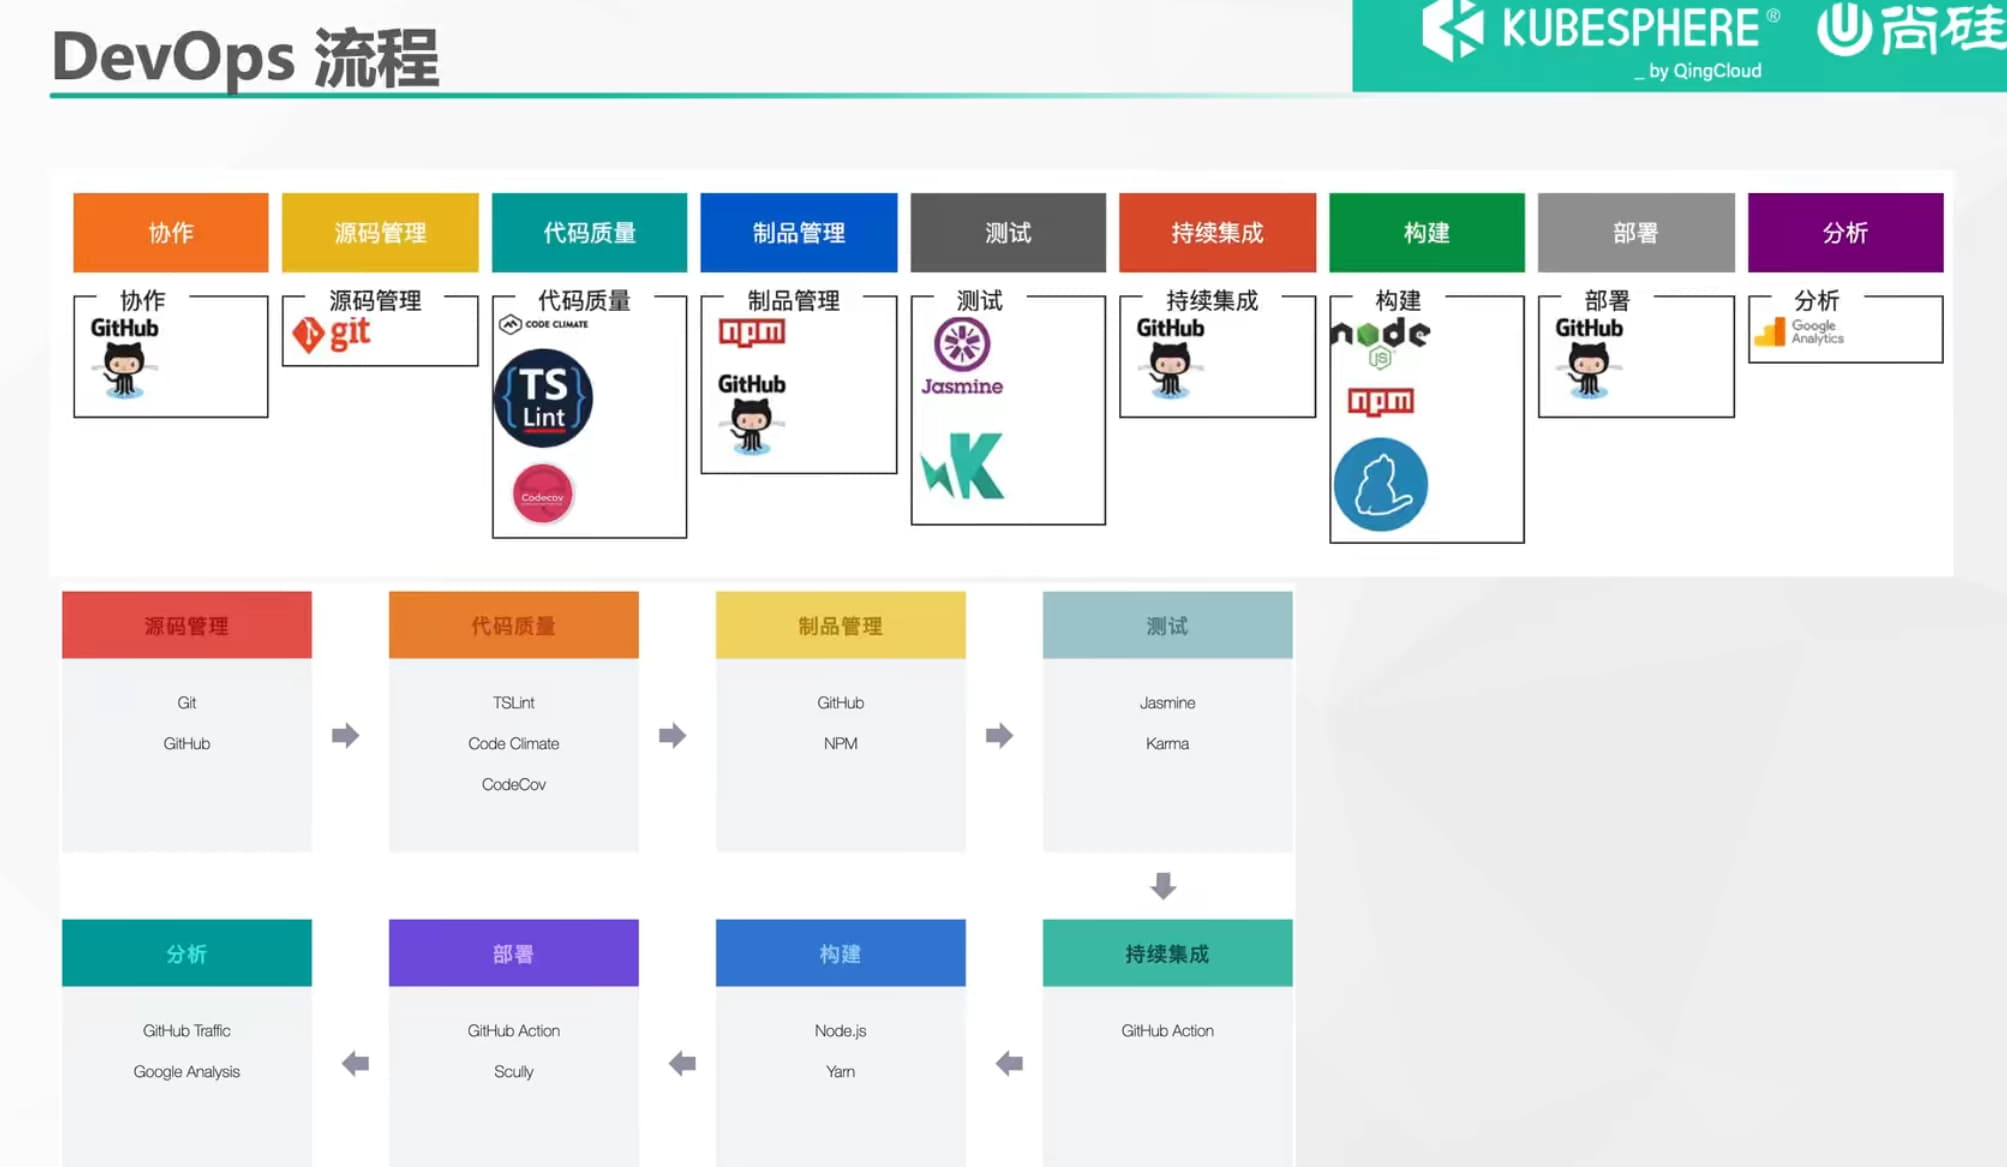 DevOps 流程
KUBESPHERE®
_ by QingCloud
尚硅
协作
源码管理
代码质量
制品管理
测试
持续集成
构建
部署
分析
协作
GitHub
源码管理
git
代码质量
CODE CLIMATE
TS
Lint
Codecov
制品管理
npm
GitHub
测试
Jasmine
K
持续集成
GitHub
构建
node
JS
npm
部署
GitHub
分析
Google
Analytics
源码管理
Git
GitHub
代码质量
TSLint
Code Climate
CodeCov
制品管理
GitHub
NPM
测试
Jasmine
Karma
分析
GitHub Traffic
Google Analysis
部署
GitHub Action
Scully
构建
Node.js
Yarn
持续集成
GitHub Action